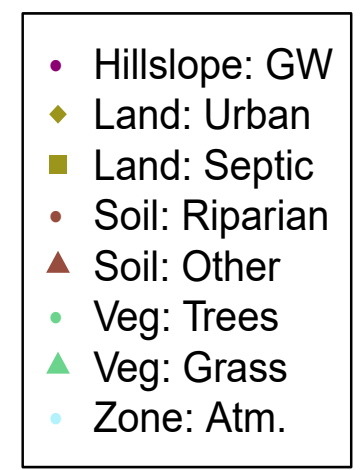 Hillslope: GW
Land: Urban
Land: Septic
Soil: Riparian
Soil: Other
Veg: Trees
Veg: Grass
Zone: Atm.